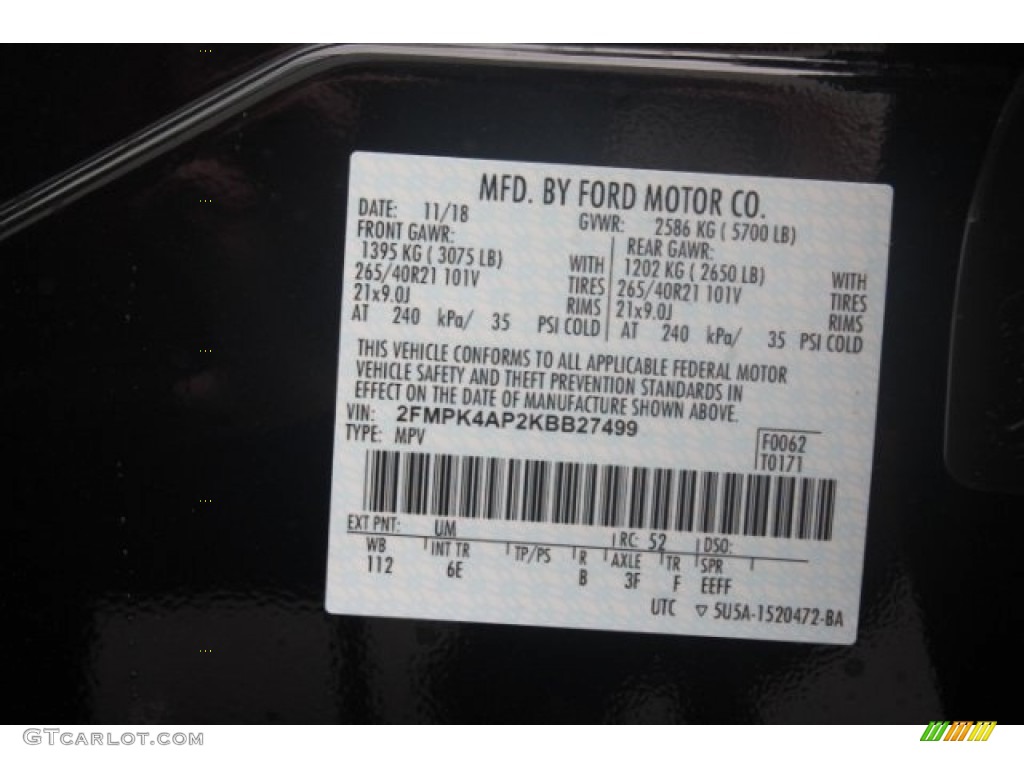 MFD. BY FORD MOTOR CO.
DATE: 11/18 GVWR: 2586 KG ( 5700 LB)
FRONT GAWR: REAR GAWR:
1395 KG ( 3075 LB) WITH 1202 KG ( 2650 LB) WITH
265/40R21 101V TIRES 265/40R21 101V TIRES
21x9.0J RIMS 21x9.0J RIMS
AT 240 kPa/ 35 PSI COLD AT 240 kPa/ 35 PSI COLD
THIS VEHICLE CONFORMS TO ALL APPLICABLE FEDERAL MOTOR
VEHICLE SAFETY AND THEFT PREVENTION STANDARDS IN
EFFECT ON THE DATE OF MANUFACTURE SHOWN ABOVE.
VIN: 2FMPK4AP2KBB27499
TYPE: MPV F0062
T0171
EXT PNT: UM RC: 52 DSO:
WB INT TR TP/PS R AXLE TR SPR
112 6E B 3F F EEFF
UTC ▽ 5U5A-1520472-BA
GTCARLOT.COM